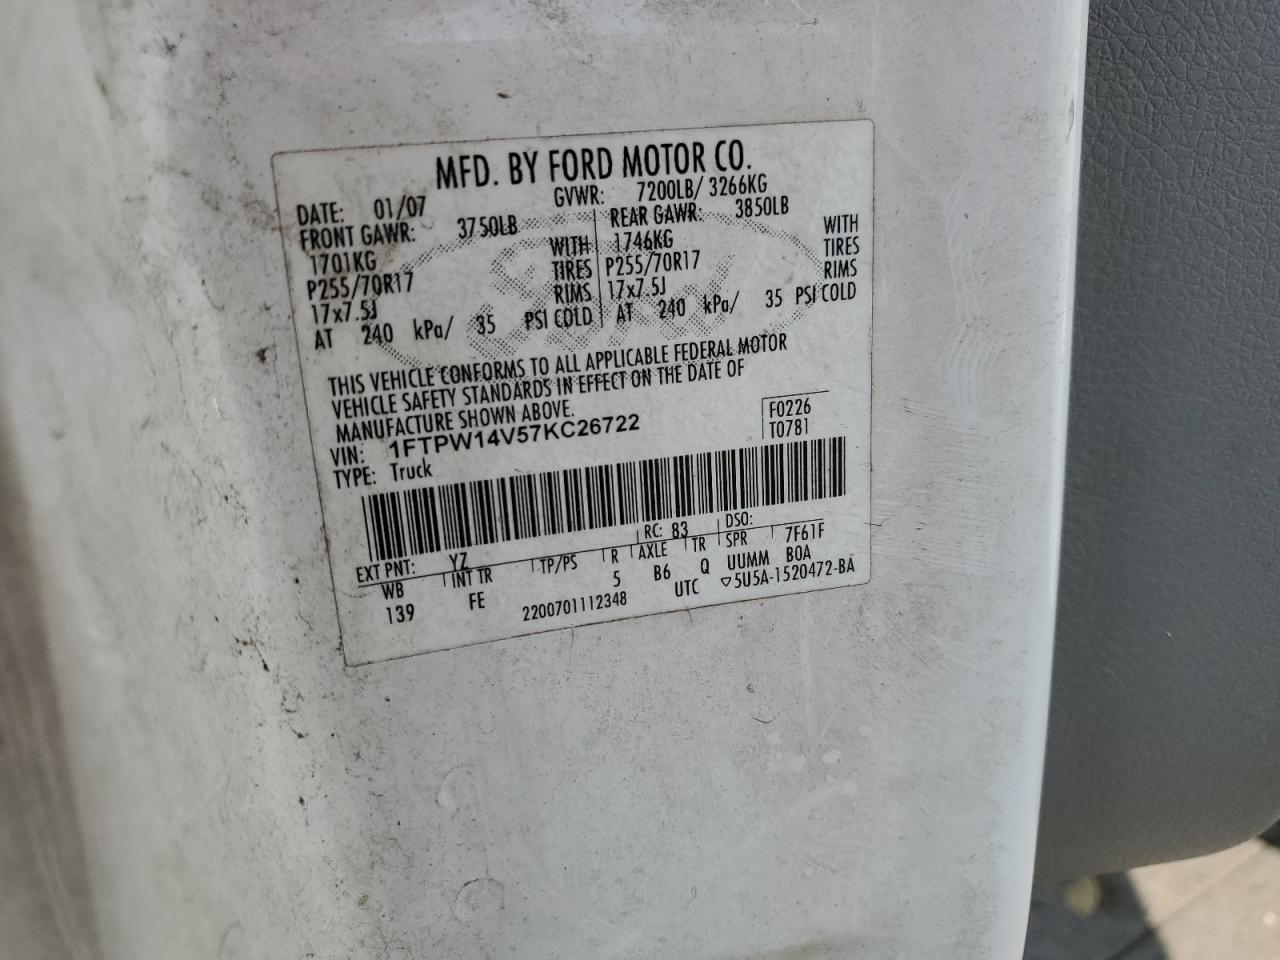 MFD. BY FORD MOTOR CO.
DATE: 01/07 GVWR: 7200LB/ 3266KG
FRONT GAWR: 3750LB REAR GAWR: 3850LB
1701KG WITH 1746KG WITH
P255/70R17 TIRES P255/70R17 TIRES
17x7.5J RIMS 17x7.5J RIMS
AT 240 kPa/ 35 PSI COLD AT 240 kPa/ 35 PSI COLD
THIS VEHICLE CONFORMS TO ALL APPLICABLE FEDERAL MOTOR
VEHICLE SAFETY STANDARDS IN EFFECT ON THE DATE OF
MANUFACTURE SHOWN ABOVE.
VIN: 1FTPW14V57KC26722 F0226
TYPE: Truck T0781
EXT PNT: YZ RC: 83 DSO:
WB INT TR TP/PS R AXLE TR SPR 7F61F
139 FE 5 B6 Q UUMM B0A
2200701112348 UTC ▽5U5A-1520472-BA